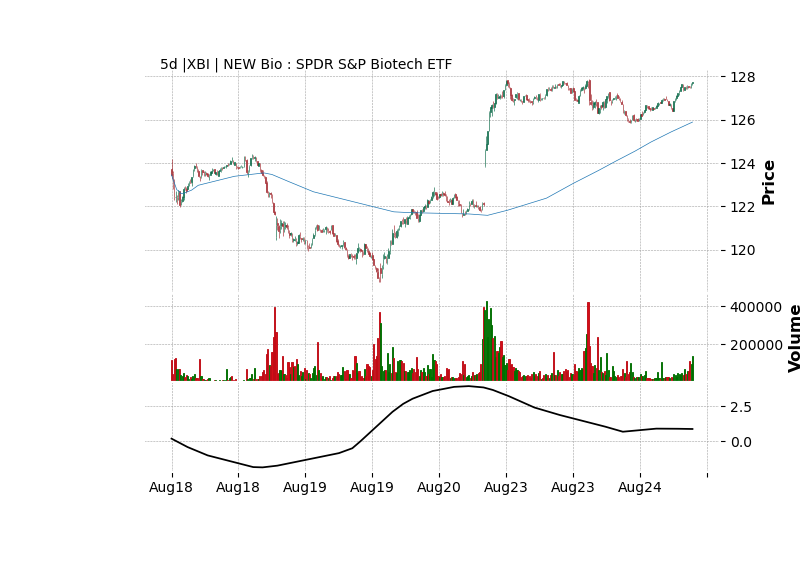 5d |XBI | NEW Bio : SPDR S&P Biotech ETF
128
126
124
122
120
Price
400000
200000
Volume
2.5
0.0
Aug18 Aug18 Aug19 Aug19 Aug20 Aug23 Aug23 Aug24